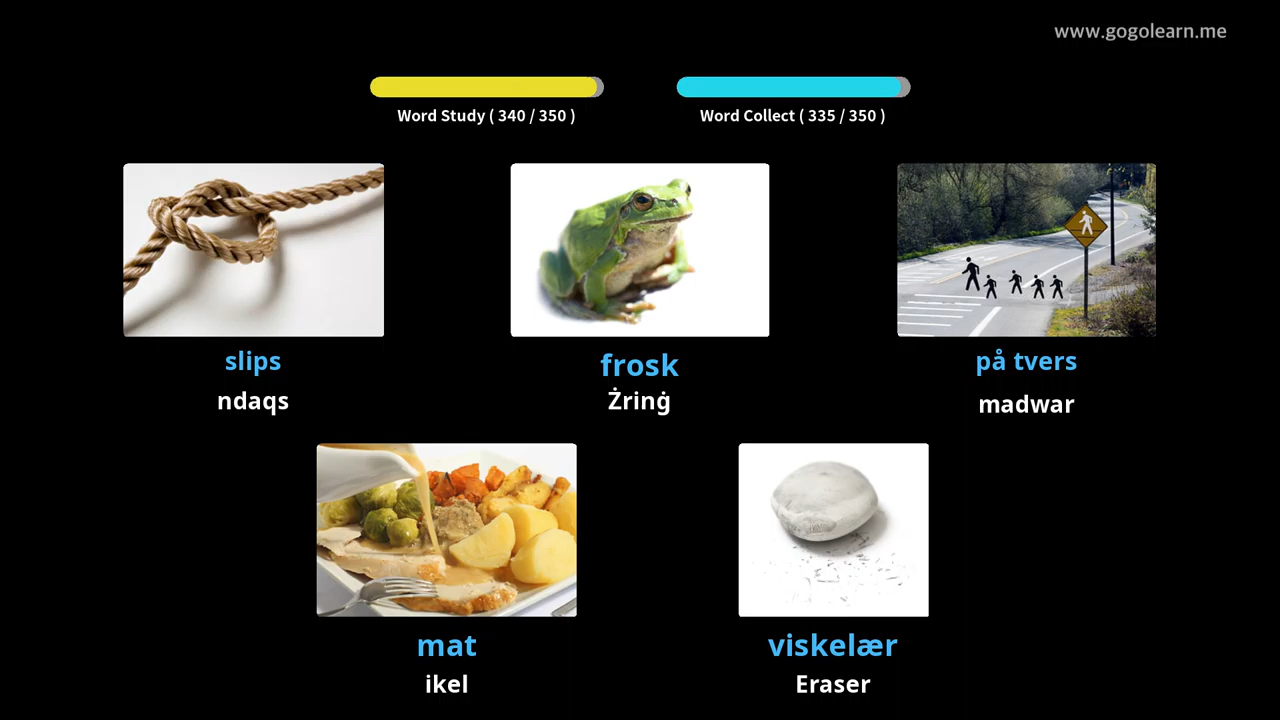 www.gogolearn.me
Word Study ( 340 / 350 )
Word Collect ( 335 / 350 )
slips
ndaqs
frosk
Żrinġ
på tvers
madwar
mat
ikel
viskelær
Eraser